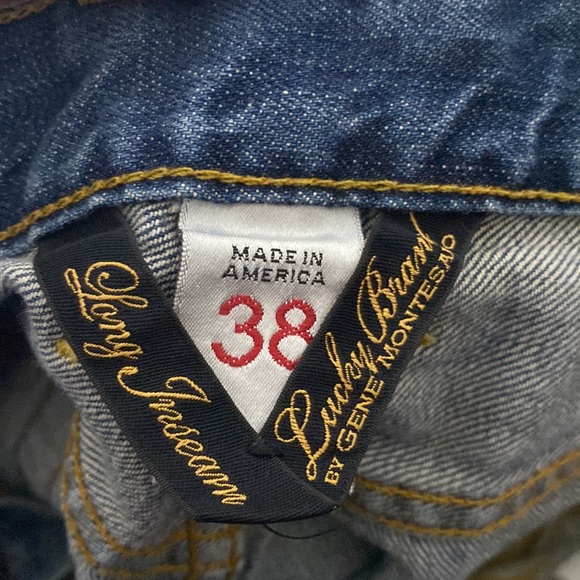 MADE IN
AMERICA
38
Long Inseam
Lucky Brand
BY GENE MONTESANO